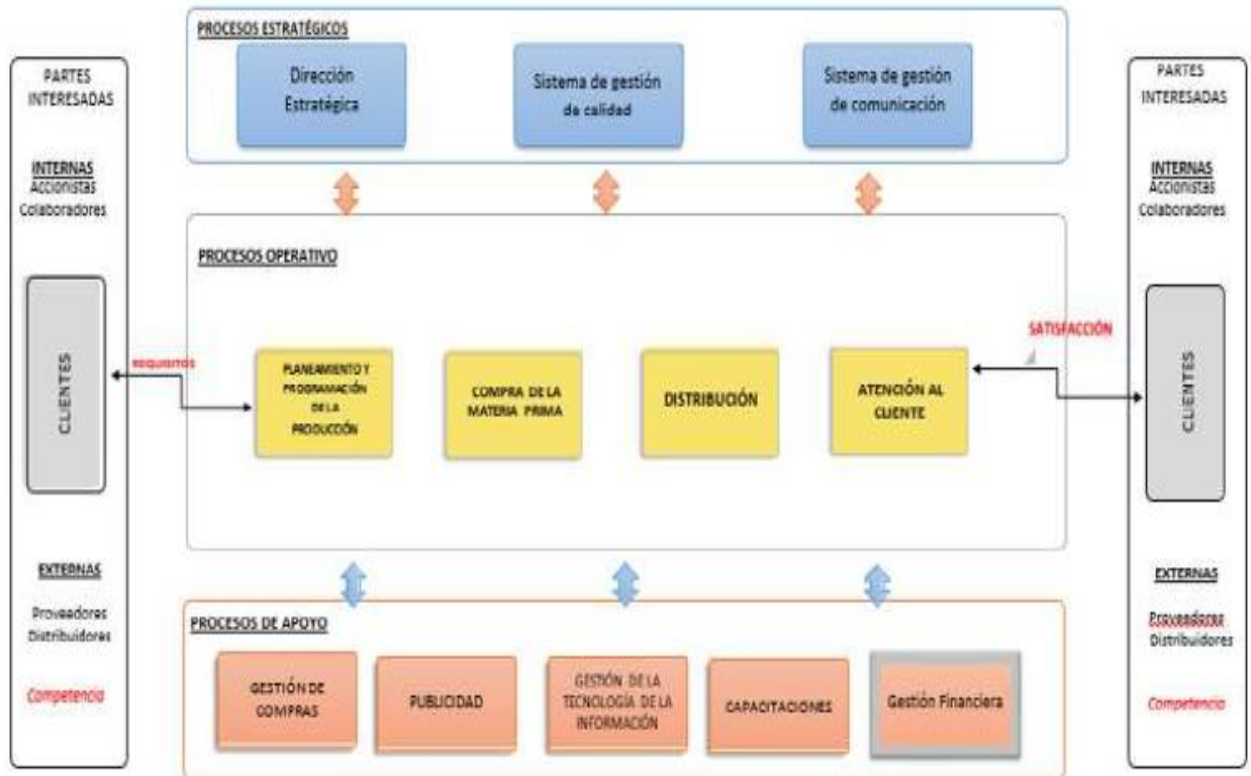 PARTES
INTERESADAS
INTERNAS
Accionistas
Colaboradores
CLIENTES
EXTERNAS
Proveedores
Distribuidores
Competencia
REQUISITOS
PROCESOS ESTRATÉGICOS
Dirección
Estratégica
Sistema de gestión
de calidad
Sistema de gestión
de comunicación
PROCESOS OPERATIVO
PLANEAMIENTO Y
PROGRAMACIÓN
DE LA
PRODUCCIÓN
COMPRA DE LA
MATERIA PRIMA
DISTRIBUCIÓN
ATENCIÓN AL
CLIENTE
SATISFACCIÓN
PROCESOS DE APOYO
GESTIÓN DE
COMPRAS
PUBLICIDAD
GESTIÓN DE LA
TECNOLOGÍA DE LA
INFORMACIÓN
CAPACITACIONES
Gestión Financiera
PARTES
INTERESADAS
INTERNAS
Accionistas
Colaboradores
CLIENTES
EXTERNAS
Proveedores
Distribuidores
Competencia